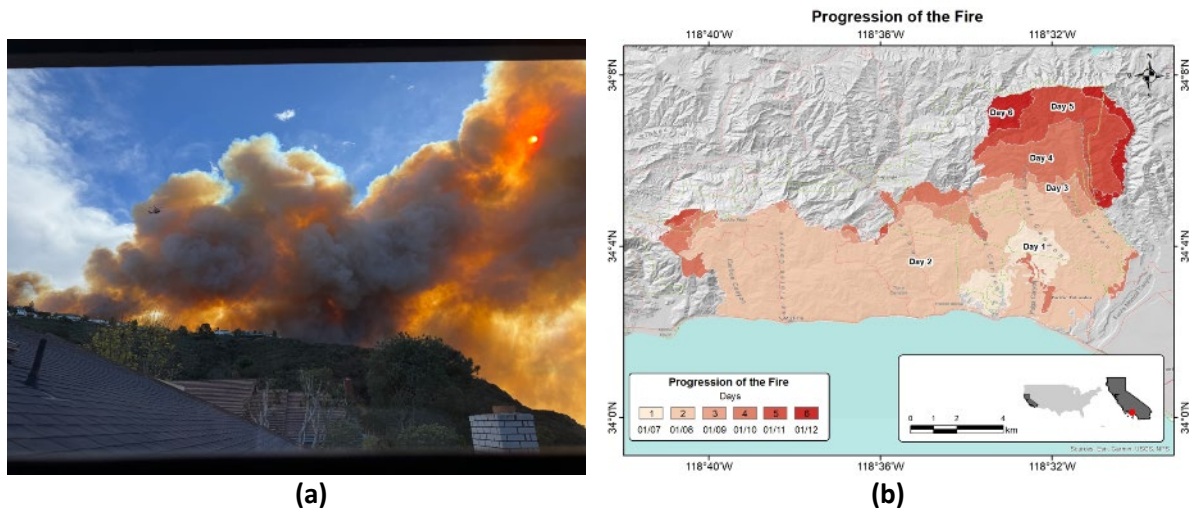 Progression of the Fire
118°40'W 118°36'W 118°32'W
34°8'N 34°8'N
Day 6 Day 5
Day 4
Day 3
34°4'N 34°4'N
Day 1
Day 2
Malibu
Progression of the Fire
Days
1 2 3 4 5 6
01/07 01/08 01/09 01/10 01/11 01/12
0 1 2 4
km
34°0'N 34°0'N
118°40'W 118°36'W 118°32'W
(a) (b)